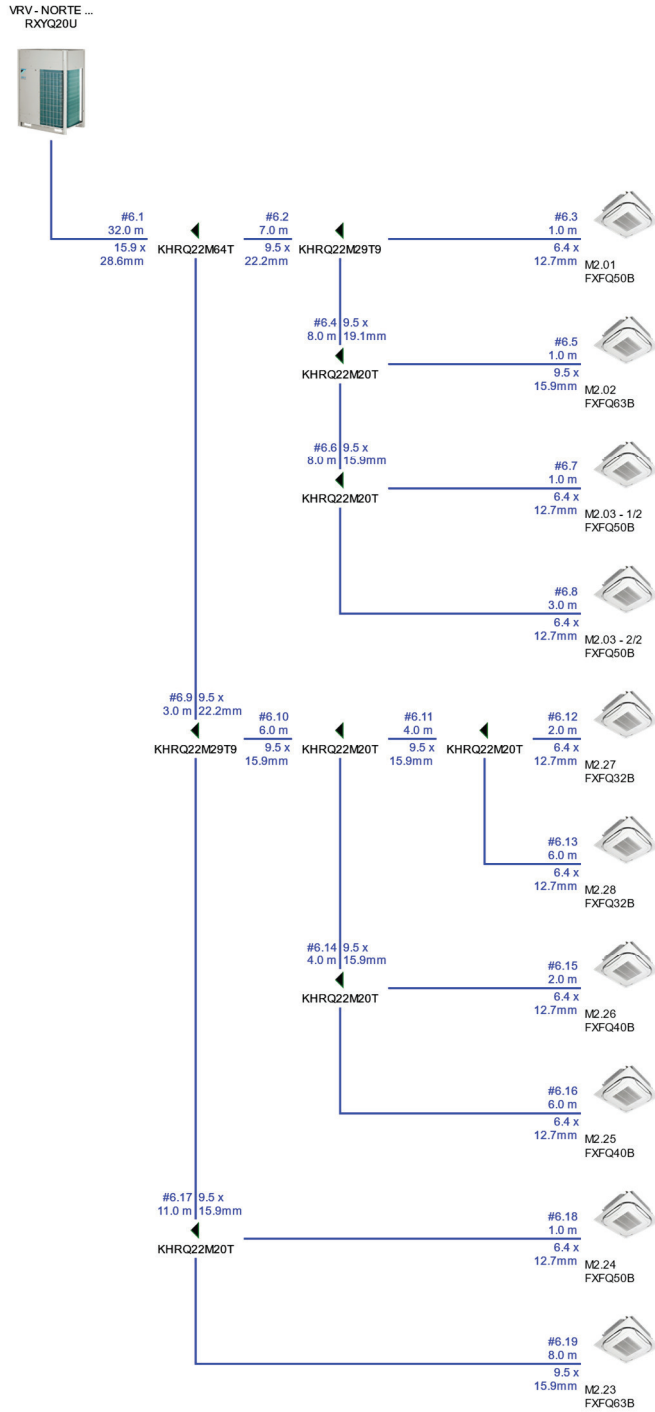 VRV - NORTE ...
RXYQ20U
#6.1
32.0 m
15.9 x
28.6mm
KHRQ22M64T
#6.2
7.0 m
9.5 x
22.2mm
KHRQ22M29T9
#6.3
1.0 m
6.4 x
12.7mm
M2.01
FXFQ50B
#6.4 9.5 x
8.0 m 19.1mm
KHRQ22M20T
#6.5
1.0 m
9.5 x
15.9mm
M2.02
FXFQ63B
#6.6 9.5 x
8.0 m 15.9mm
KHRQ22M20T
#6.7
1.0 m
6.4 x
12.7mm
M2.03 - 1/2
FXFQ50B
#6.8
3.0 m
6.4 x
12.7mm
M2.03 - 2/2
FXFQ50B
#6.9 9.5 x
3.0 m 22.2mm
KHRQ22M29T9
#6.10
6.0 m
9.5 x
15.9mm
KHRQ22M20T
#6.11
4.0 m
9.5 x
15.9mm
KHRQ22M20T
#6.12
2.0 m
6.4 x
12.7mm
M2.27
FXFQ32B
#6.13
6.0 m
6.4 x
12.7mm
M2.28
FXFQ32B
#6.14 9.5 x
4.0 m 15.9mm
KHRQ22M20T
#6.15
2.0 m
6.4 x
12.7mm
M2.26
FXFQ40B
#6.16
6.0 m
6.4 x
12.7mm
M2.25
FXFQ40B
#6.17 9.5 x
11.0 m 15.9mm
KHRQ22M20T
#6.18
1.0 m
6.4 x
12.7mm
M2.24
FXFQ50B
#6.19
8.0 m
9.5 x
15.9mm
M2.23
FXFQ63B